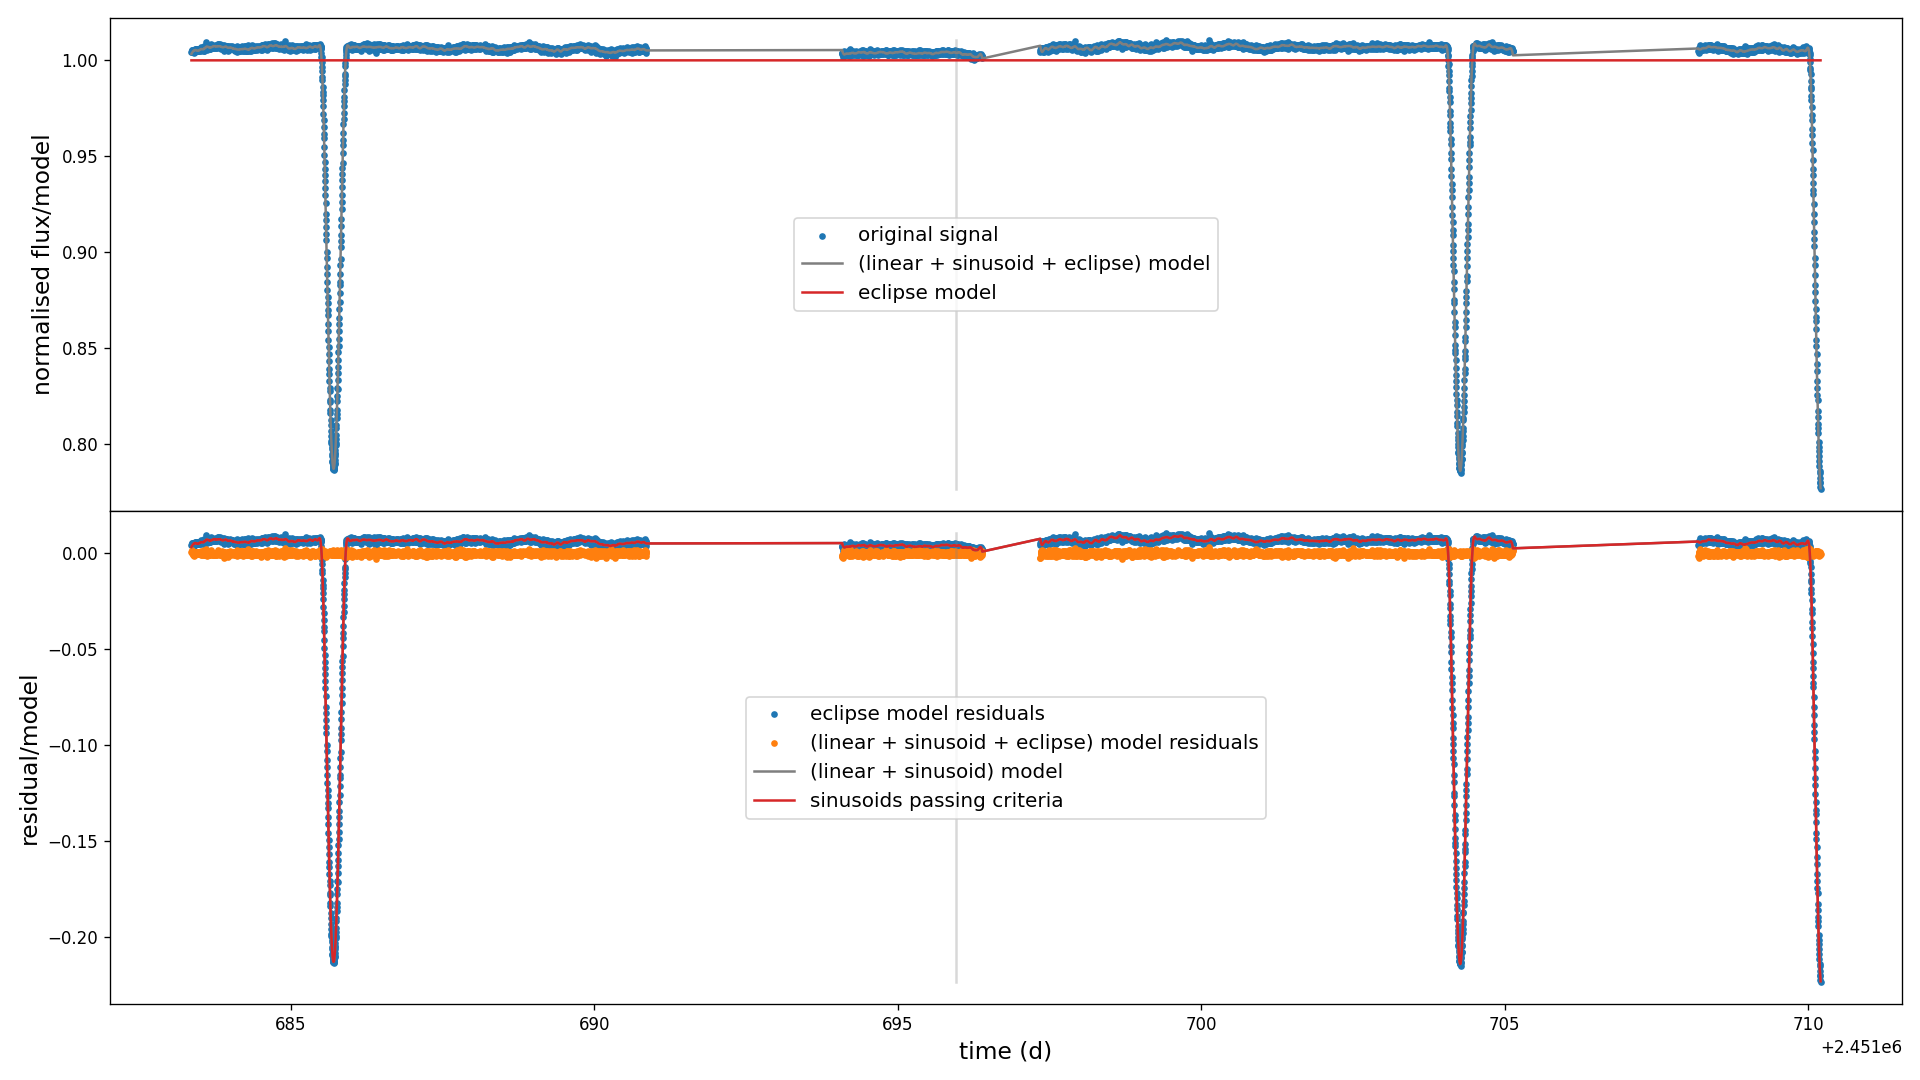 normalised flux/model
1.00
0.95
0.90
0.85
0.80
original signal
(linear + sinusoid + eclipse) model
eclipse model
residual/model
0.00
−0.05
−0.10
−0.15
−0.20
eclipse model residuals
(linear + sinusoid + eclipse) model residuals
(linear + sinusoid) model
sinusoids passing criteria
685 690 695 700 705 710
time (d)
+2.451e6